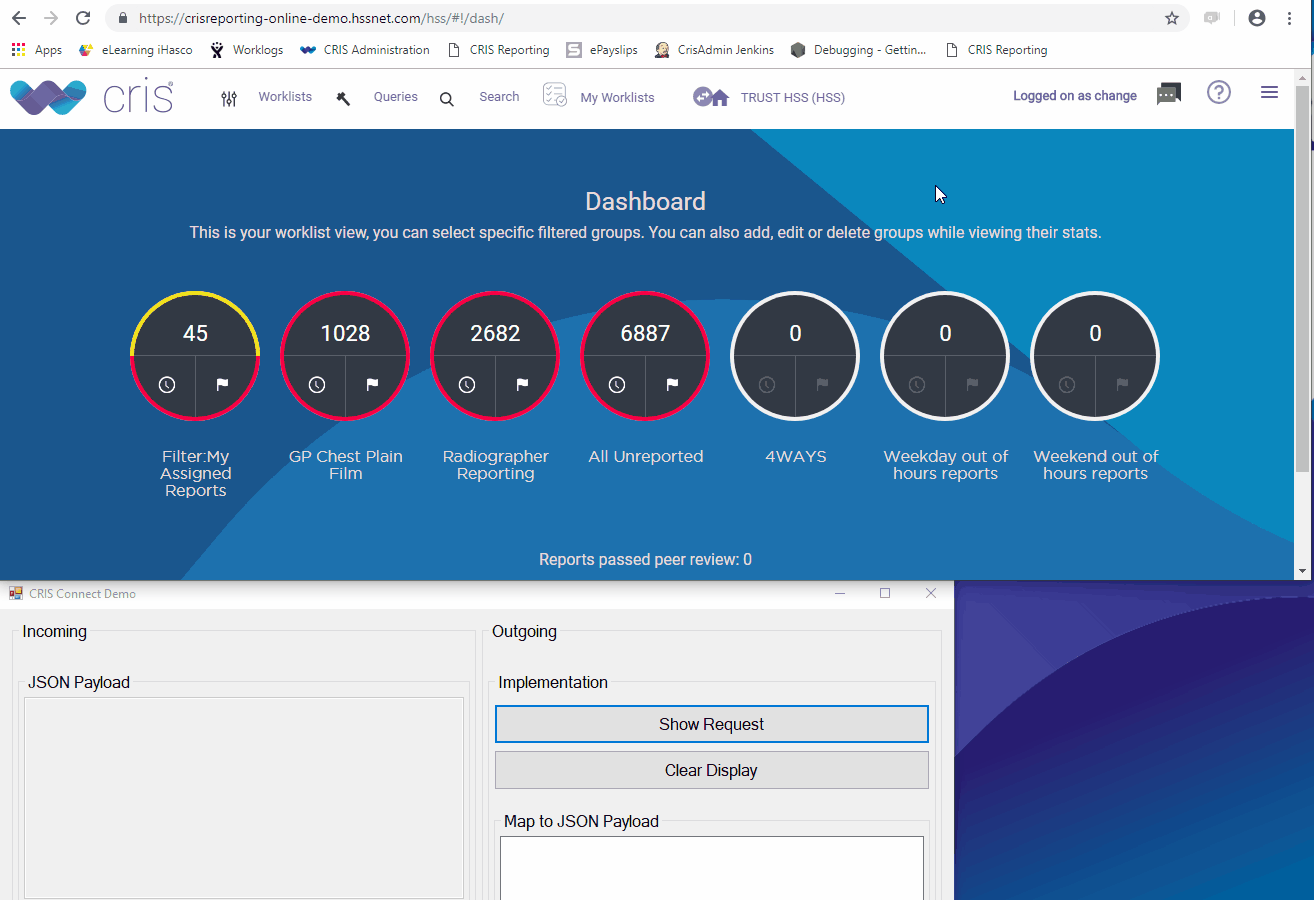 https://crisreporting-online-demo.hssnet.com/hss/#!/dash/
Apps eLearning iHasco Worklogs CRIS Administration CRIS Reporting ePayslips CrisAdmin Jenkins Debugging - Gettin... CRIS Reporting
cris® Worklists Queries Search My Worklists TRUST HSS (HSS) Logged on as change
Dashboard
This is your worklist view, you can select specific filtered groups. You can also add, edit or delete groups while viewing their stats.
45 1028 2682 6887 0 0 0
Filter:My GP Chest Plain Radiographer All Unreported 4WAYS Weekday out of Weekend out of
Assigned Film Reporting hours reports hours reports
Reports
Reports passed peer review: 0
CRIS Connect Demo
Incoming Outgoing
JSON Payload Implementation
Show Request
Clear Display
Map to JSON Payload